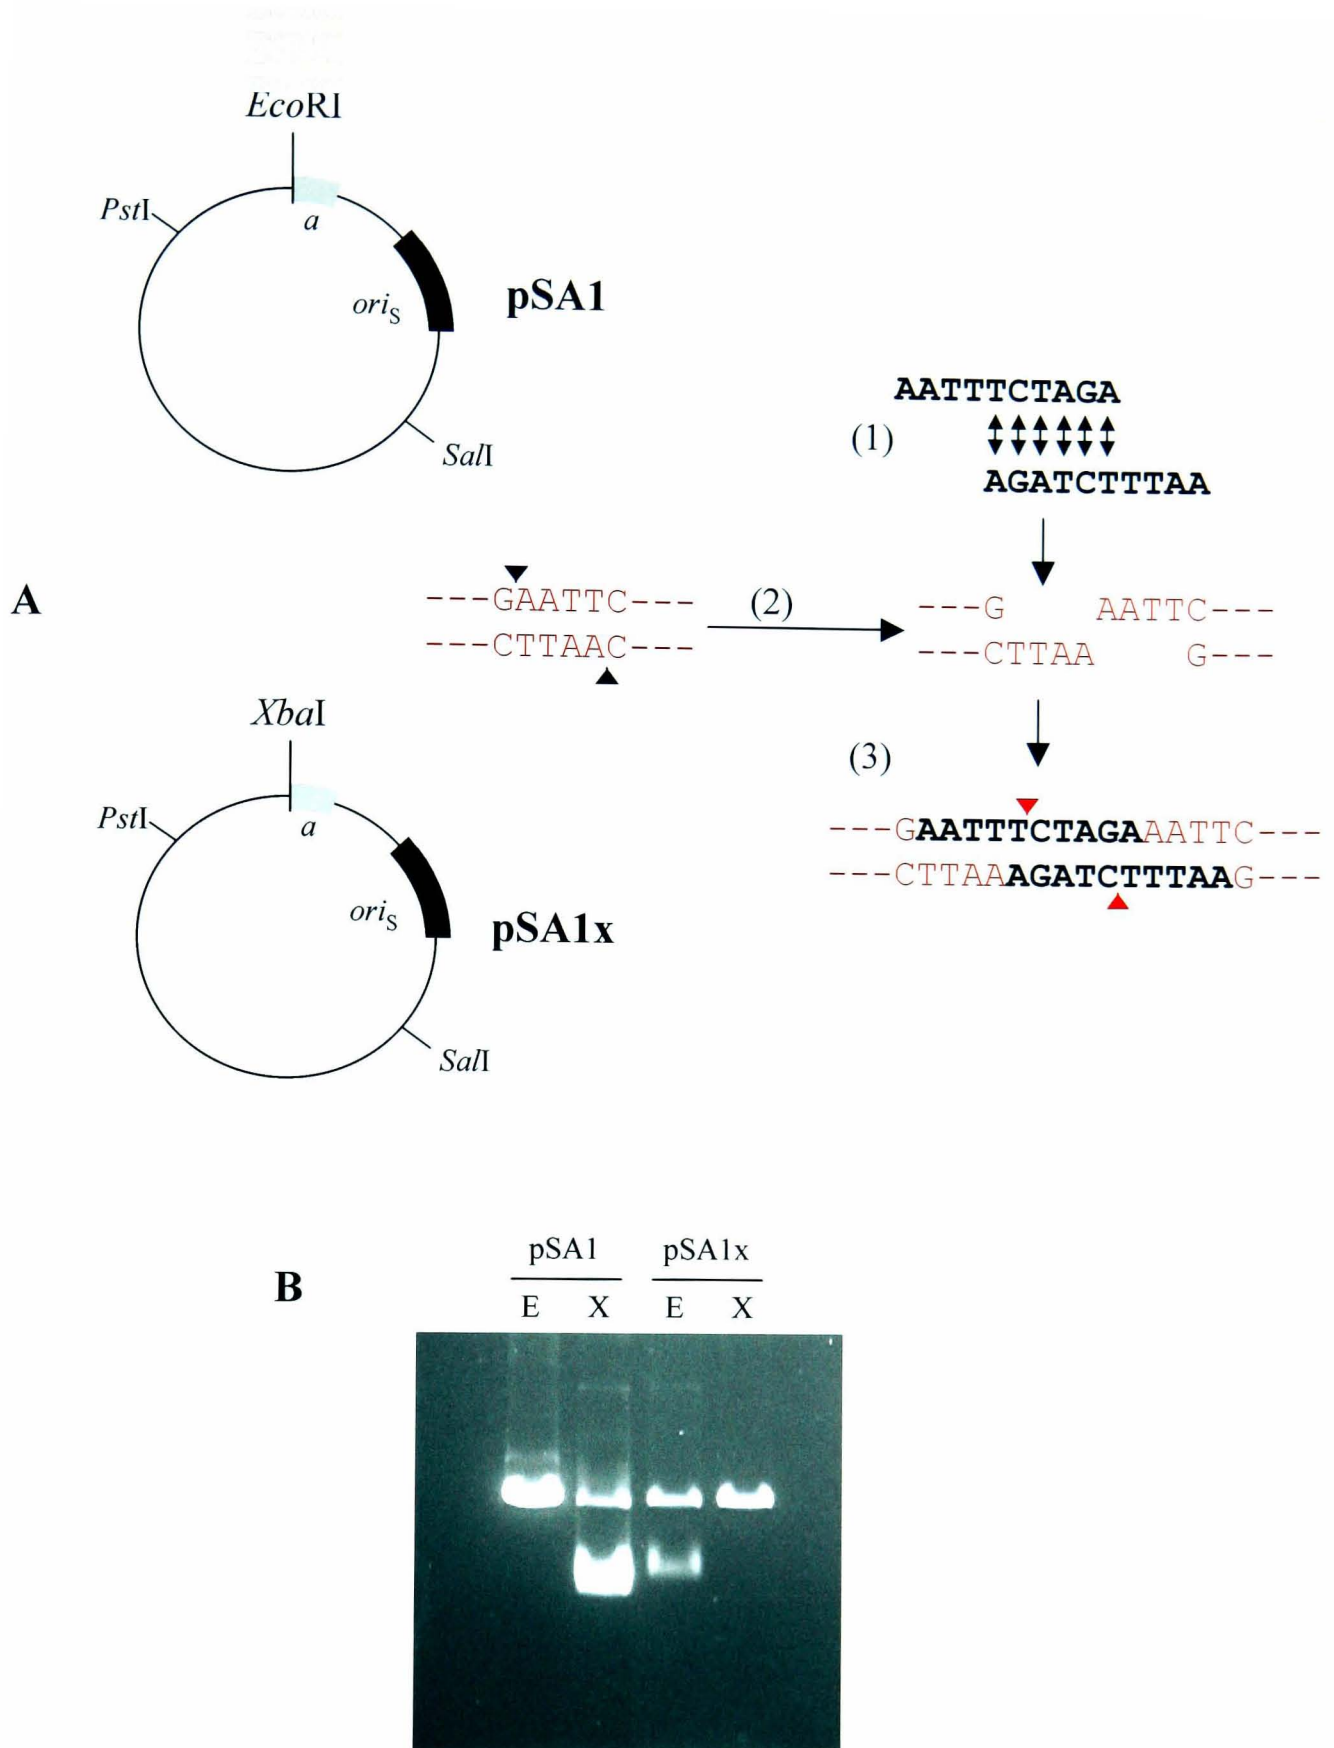 EcoRI
PstI
a
oriS
pSA1
SalI
AATTTCTAGA
(1)
AGATCTTTAA
A
---GAATTC---
(2)
---G AATTC---
---CTTAAC---
---CTTAA G---
XbaI
(3)
PstI
a
---GAATTTCTAGAAATTC---
---CTTAAAGATCTTTAAG---
oriS
pSA1x
SalI
pSA1 pSA1x
B
E X E X